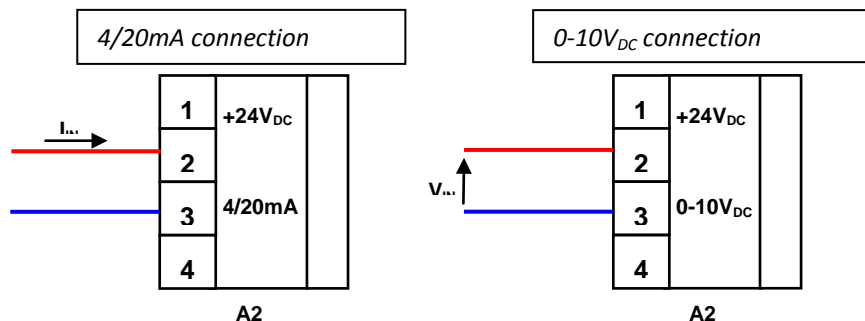 4/20mA connection
0-10VDC connection
1
+24VDC
2
3
4/20mA
4
A2
1
+24VDC
2
3
0-10VDC
4
A2